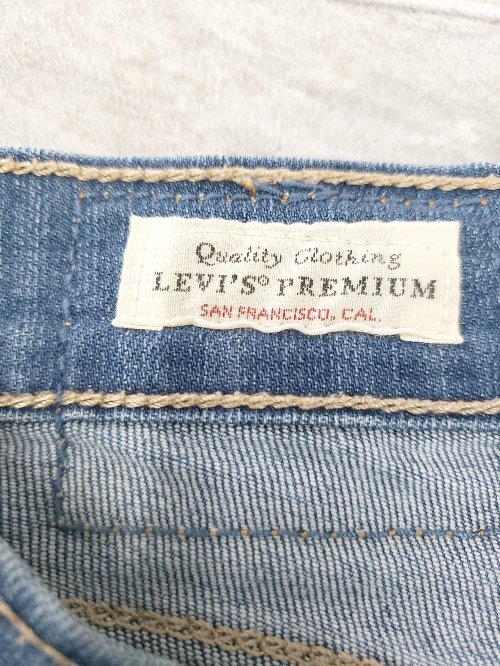 Quality Clothing
LEVI'S® PREMIUM
SAN FRANCISCO, CAL.